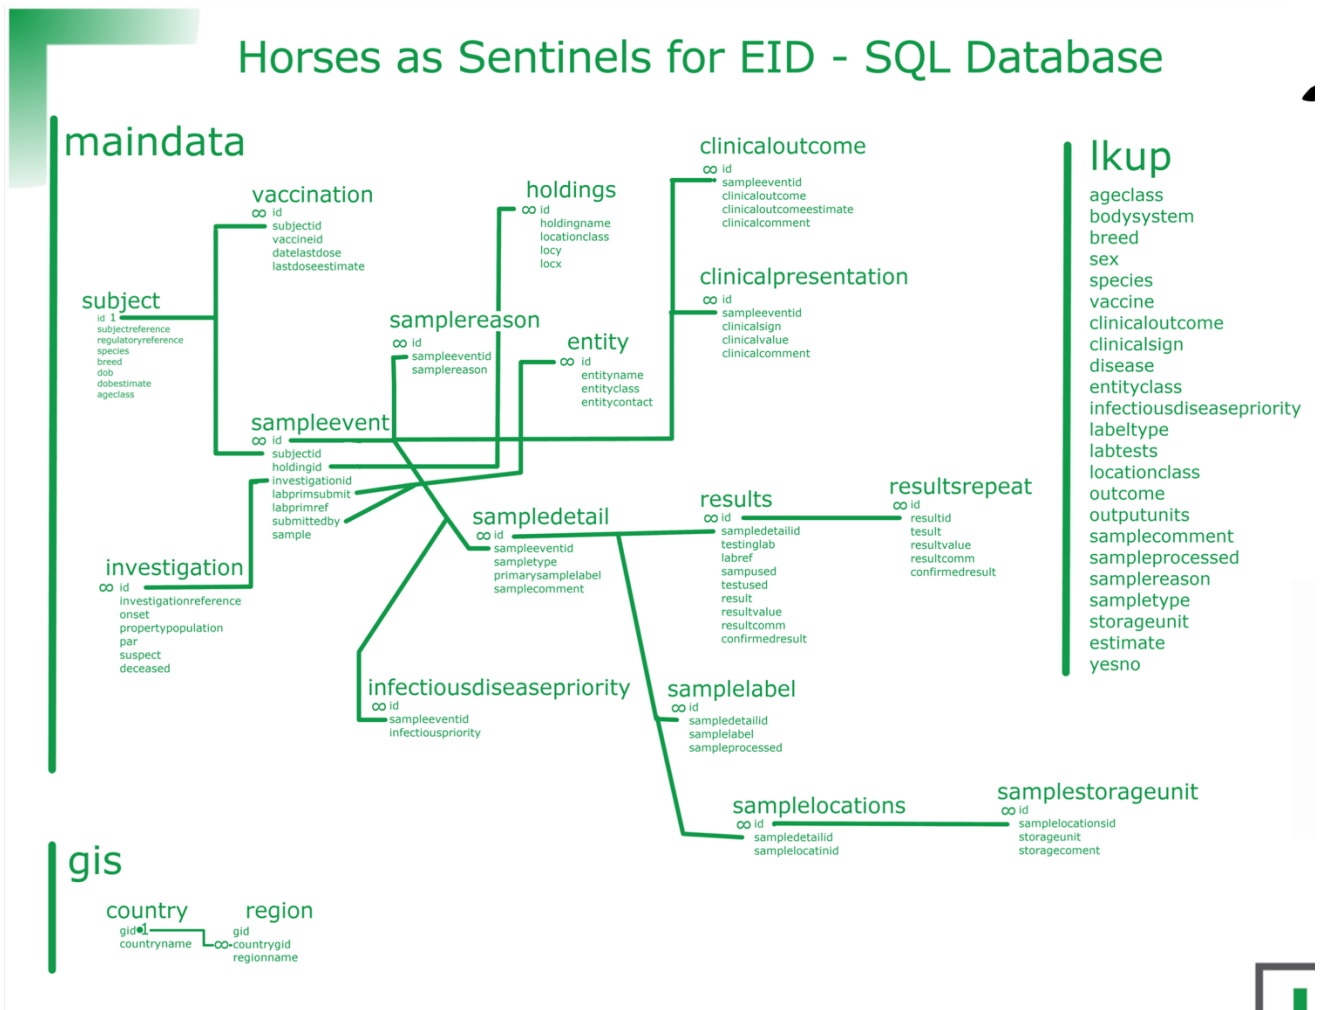 Horses as Sentinels for EID - SQL Database
maindata
vaccination
∞ id
subjectid
vaccineid
datelastdose
lastdoseestimate
holdings
∞ id
holdingname
locationclass
locy
locx
clinicaloutcome
∞ id
sampleeventid
clinicaloutcome
clinicaloutcomeestimate
clinicalcomment
clinicalpresentation
∞ id
sampleeventid
clinicalsign
clinicalvalue
clinicalcomment
subject
id 1
subjectreference
regulatoryreference
species
breed
dob
dobestimate
ageclass
samplereason
∞ id
sampleeventid
samplereason
entity
∞ id
entityname
entityclass
entitycontact
sampleevent
∞ id
subjectid
holdingid
investigationid
labprimsubmit
labprimref
submittedby
sample
investigation
∞ id
investigationreference
onset
propertypopulation
par
suspect
deceased
sampledetail
∞ id
sampleeventid
sampletype
primarysamplelabel
samplecomment
results
∞ id
sampledetailid
testinglab
labref
sampused
testused
result
resultvalue
resultcomm
confirmedresult
resultsrepeat
∞ id
resultid
tesult
resultvalue
resultcomm
confirmedresult
infectiousdiseasepriority
∞ id
sampleeventid
infectiouspriority
samplelabel
∞ id
sampledetailid
samplelabel
sampleprocessed
samplelocations
∞ id
sampledetailid
samplelocatinid
samplestorageunit
∞ id
samplelocationsid
storageunit
storagecoment
lkup
ageclass
bodysystem
breed
sex
species
vaccine
clinicaloutcome
clinicalsign
disease
entityclass
infectiousdiseasepriority
labeltype
labtests
locationclass
outcome
outputunits
samplecomment
sampleprocessed
samplereason
sampletype
storageunit
estimate
yesno
gis
country
gid 1
countryname
region
gid
∞ countrygid
regionname